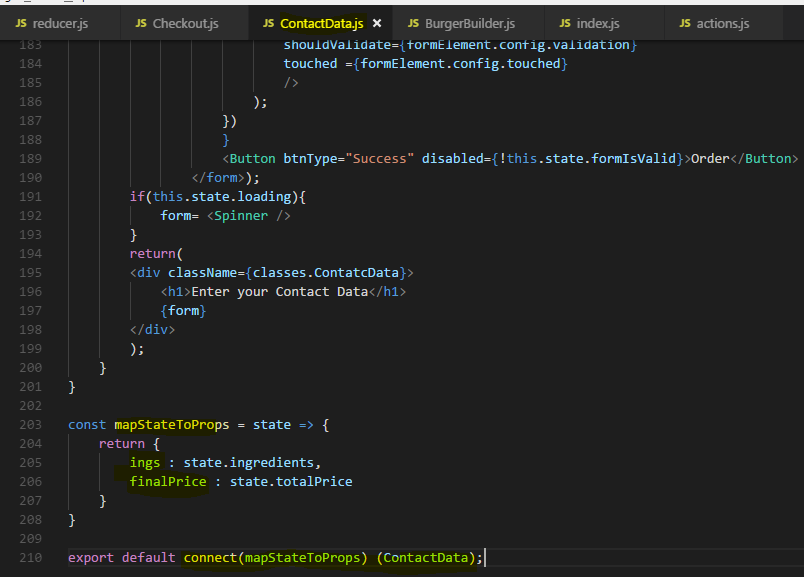 JS reducer.js JS Checkout.js JS ContactData.js × JS BurgerBuilder.js JS index.js JS actions.js
183 shouldValidate={formElement.config.validation}
184 touched ={formElement.config.touched}
185 />
186 );
187 })
188 }
189 <Button btnType="Success" disabled={!this.state.formIsValid}>Order</Button>
190 </form>);
191 if(this.state.loading){
192 form= <Spinner />
193 }
194 return(
195 <div className={classes.ContatcData}>
196 <h1>Enter your Contact Data</h1>
197 {form}
198 </div>
199 );
200 }
201 }
202
203 const mapStateToProps = state => {
204 return {
205 ings : state.ingredients,
206 finalPrice : state.totalPrice
207 }
208 }
209
210 export default connect(mapStateToProps) (ContactData);